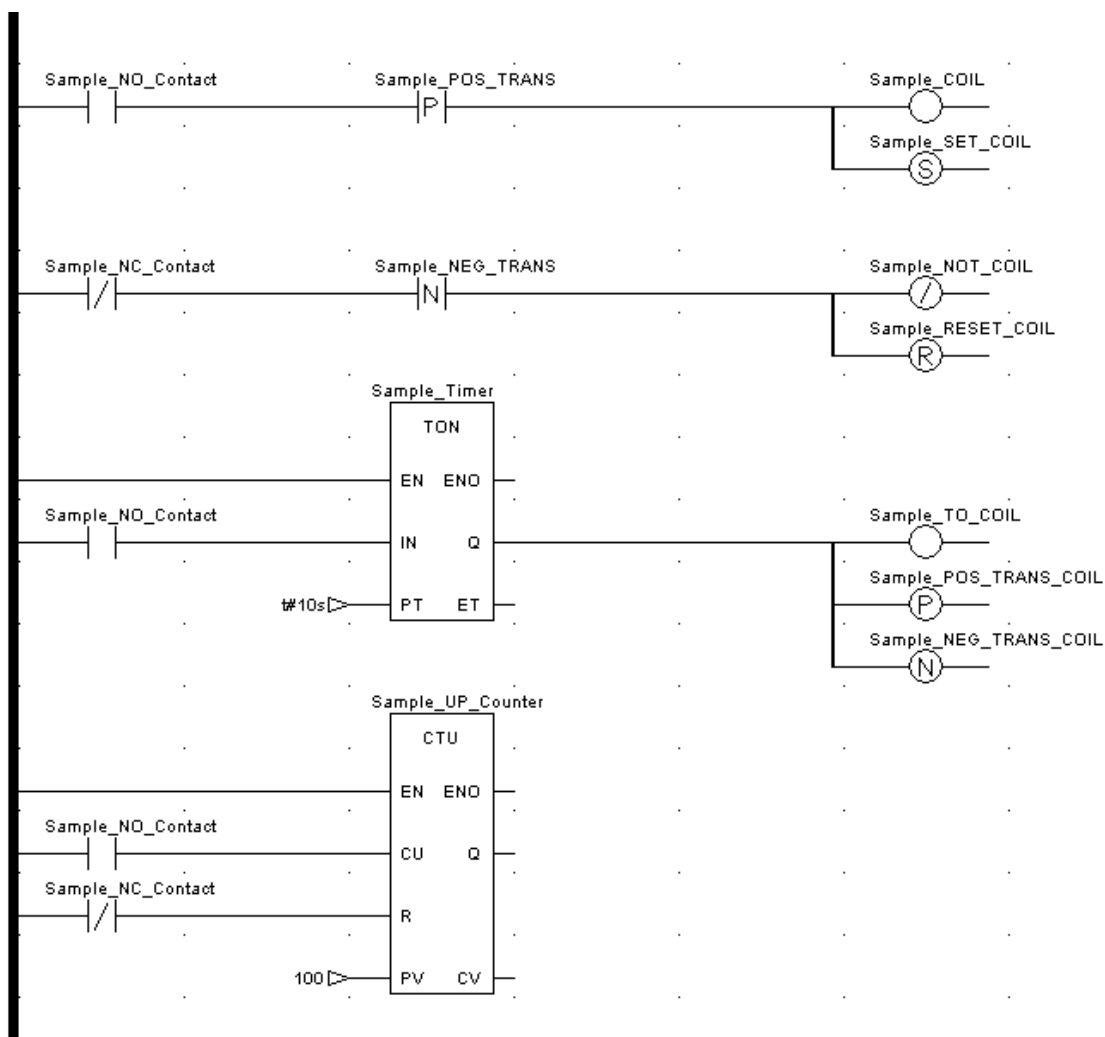 Sample_NO_Contact Sample_POS_TRANS Sample_COIL
P
Sample_SET_COIL
S
Sample_NC_Contact Sample_NEG_TRANS Sample_NOT_COIL
N
Sample_RESET_COIL
R
Sample_Timer
TON
EN ENO
Sample_NO_Contact Sample_TO_COIL
IN Q
Sample_POS_TRANS_COIL
t#10s PT ET P
Sample_NEG_TRANS_COIL
N
Sample_UP_Counter
CTU
EN ENO
Sample_NO_Contact
CU Q
Sample_NC_Contact
R
100 PV CV